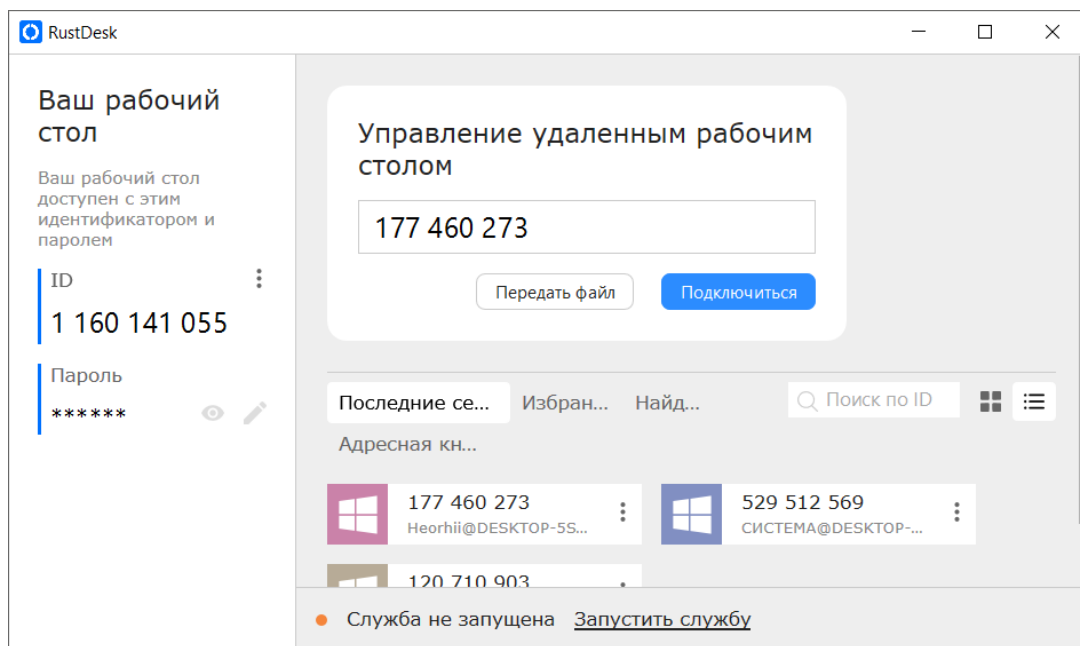 RustDesk
Ваш рабочий
стол
Ваш рабочий стол
доступен с этим
идентификатором и
паролем
ID
1 160 141 055
Пароль
******
Управление удаленным рабочим
столом
177 460 273
Передать файл
Подключиться
Последние се...
Избран...
Найд...
Поиск по ID
Адресная кн...
177 460 273
Heorhii@DESKTOP-5S...
529 512 569
СИСТЕМА@DESKTOP-...
120 710 903
Служба не запущена
Запустить службу